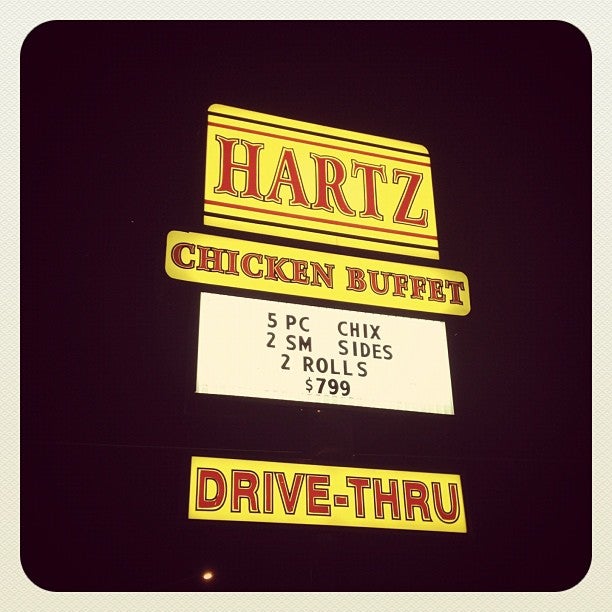 HARTZ
CHICKEN BUFFET
5 PC CHIX
2 SM SIDES
2 ROLLS
$799
DRIVE-THRU